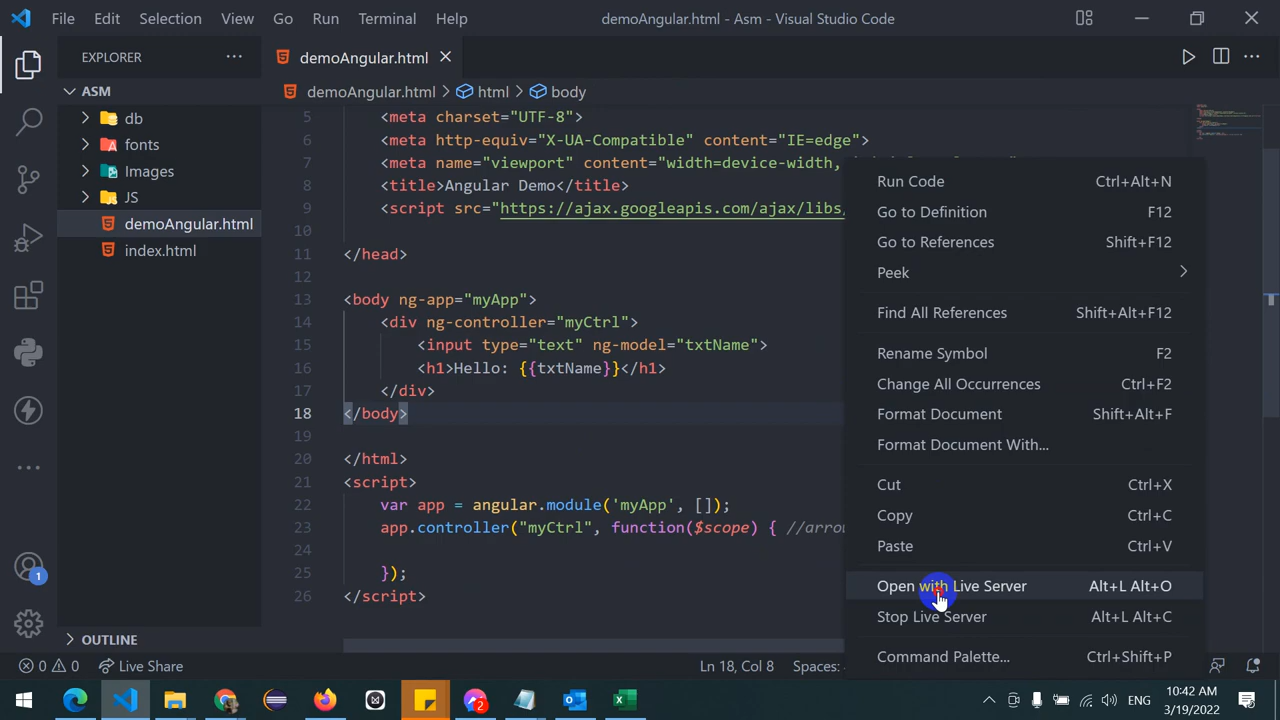 File Edit Selection View Go Run Terminal Help demoAngular.html - Asm - Visual Studio Code
EXPLORER ···
demoAngular.html
ASM
demoAngular.html > html > body
db
fonts
Images
JS
demoAngular.html
index.html
5 <meta charset="UTF-8">
6 <meta http-equiv="X-UA-Compatible" content="IE=edge">
7 <meta name="viewport" content="width=device-width,
8 <title>Angular Demo</title>
9 <script src="https://ajax.googleapis.com/ajax/libs/
10
11 </head>
12
13 <body ng-app="myApp">
14 <div ng-controller="myCtrl">
15 <input type="text" ng-model="txtName">
16 <h1>Hello: {{txtName}}</h1>
17 </div>
18 </body>
19
20 </html>
21 <script>
22 var app = angular.module('myApp', []);
23 app.controller("myCtrl", function($scope) { //arrow
24
25 });
26 </script>
Run Code Ctrl+Alt+N
Go to Definition F12
Go to References Shift+F12
Peek
Find All References Shift+Alt+F12
Rename Symbol F2
Change All Occurrences Ctrl+F2
Format Document Shift+Alt+F
Format Document With...
Cut Ctrl+X
Copy Ctrl+C
Paste Ctrl+V
Open with Live Server Alt+L Alt+O
Stop Live Server Alt+L Alt+C
Command Palette... Ctrl+Shift+P
1
OUTLINE
0 0 Live Share Ln 18, Col 8 Spaces:
2
ENG
10:42 AM
3/19/2022